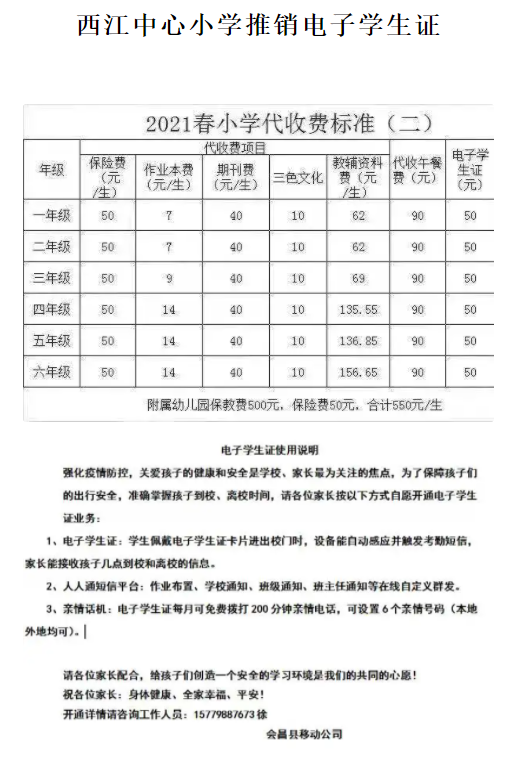 西江中心小学推销电子学生证
2021春小学代收费标准（二）
年级 代收费项目 代收午餐费（元） 电子学生证（元）
保险费（元/生） 作业本费（元/生） 期刊费（元/生） 三色文化 教辅资料费（元/生）
一年级 50 7 40 10 62 90 50
二年级 50 7 40 10 62 90 50
三年级 50 9 40 10 69 90 50
四年级 50 14 40 10 135.55 90 50
五年级 50 14 40 10 136.85 90 50
六年级 50 14 40 10 156.65 90 50
附属幼儿园保教费500元，保险费50元，合计550元/生
电子学生证使用说明
强化疫情防控，关爱孩子的健康和安全是学校、家长最为关注的焦点，为了保障孩子们
的出行安全，准确掌握孩子到校、离校时间，请各位家长按以下方式自愿开通电子学生
证业务：
1、电子学生证：学生佩戴电子学生证卡片进出校门时，设备能自动感应并触发考勤短信，
家长能接收孩子几点到校和离校的信息。
2、人人通短信平台：作业布置、学校通知、班级通知、班主任通知等在线自定义群发。
3、亲情话机：电子学生证每月可免费拨打200分钟亲情电话，可设置6个亲情号码（本地
外地均可）。
请各位家长配合，给孩子们创造一个安全的学习环境是我们的共同的心愿！
祝各位家长：身体健康、全家幸福、平安！
开通详情请咨询工作人员：15779887673徐
会昌县移动公司